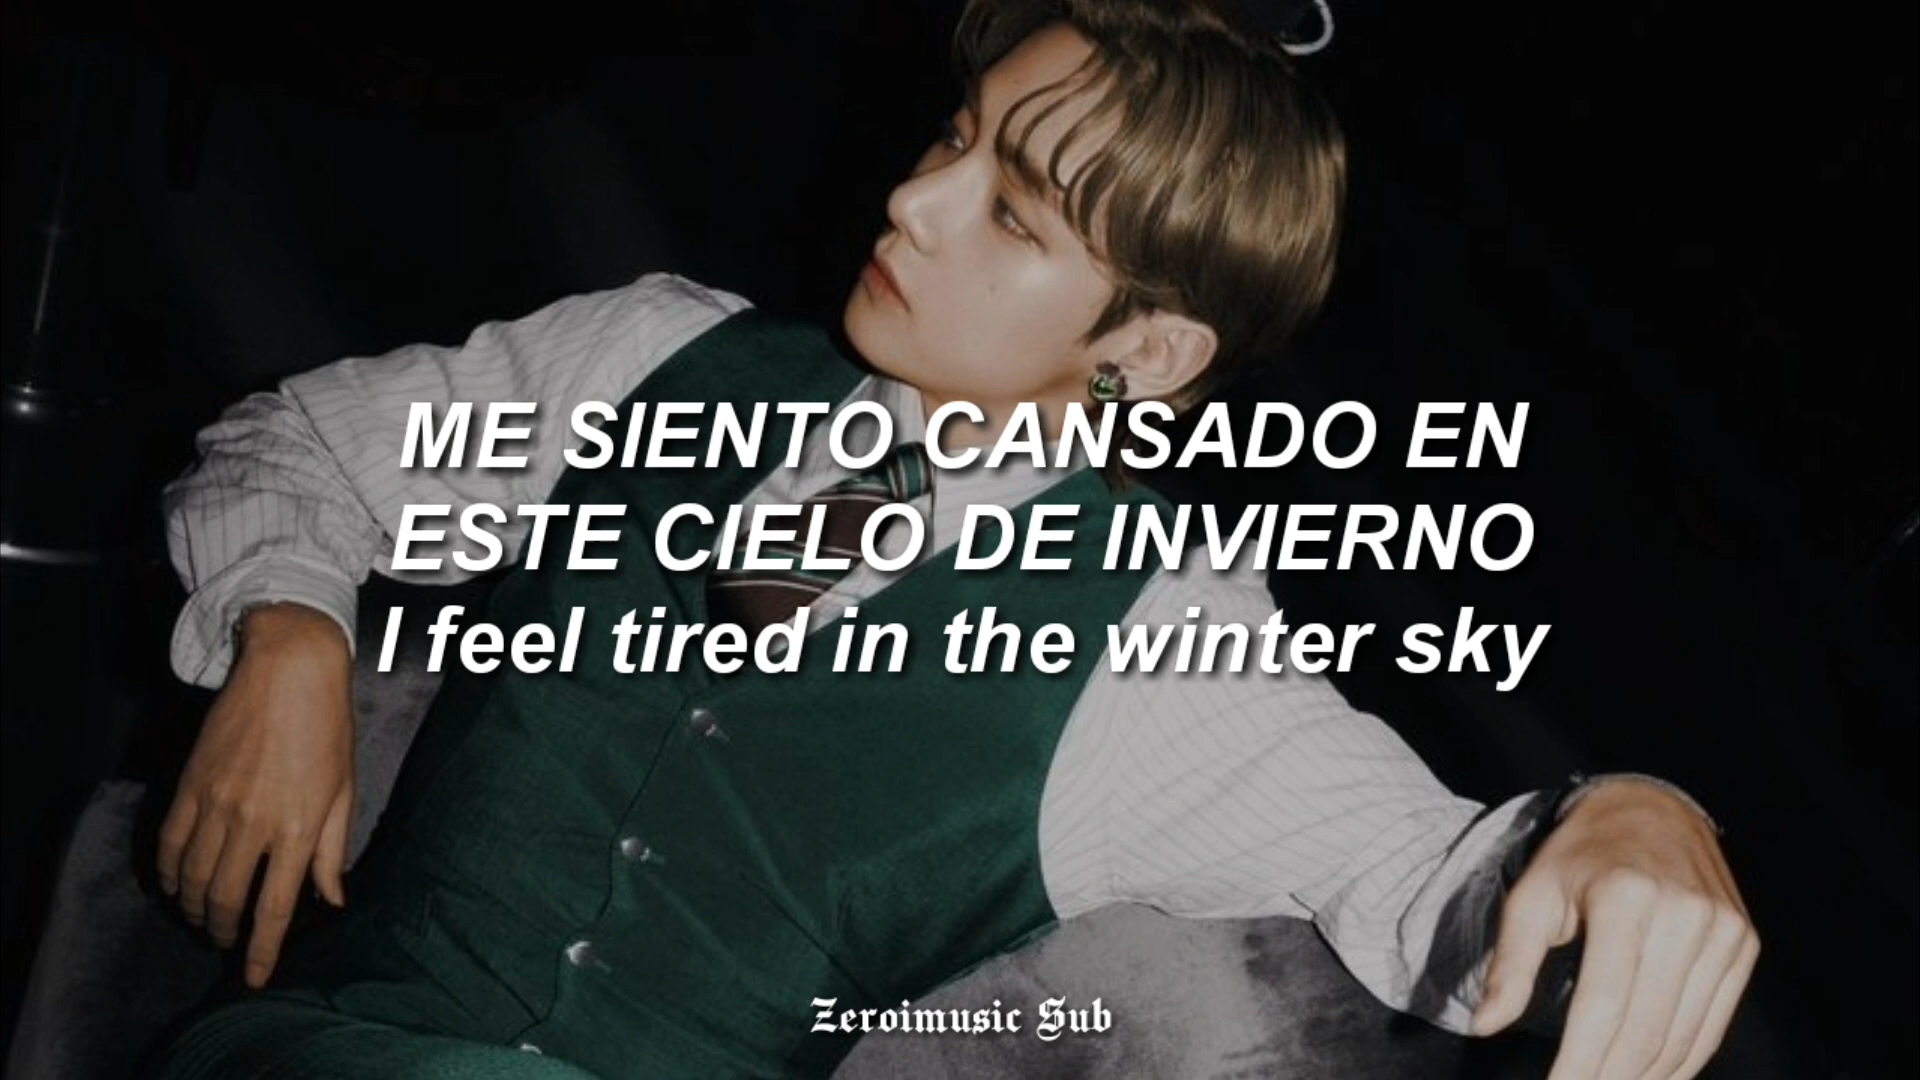 ME SIENTO CANSADO EN
ESTE CIELO DE INVIERNO
I feel tired in the winter sky
Zeroimusic Sub